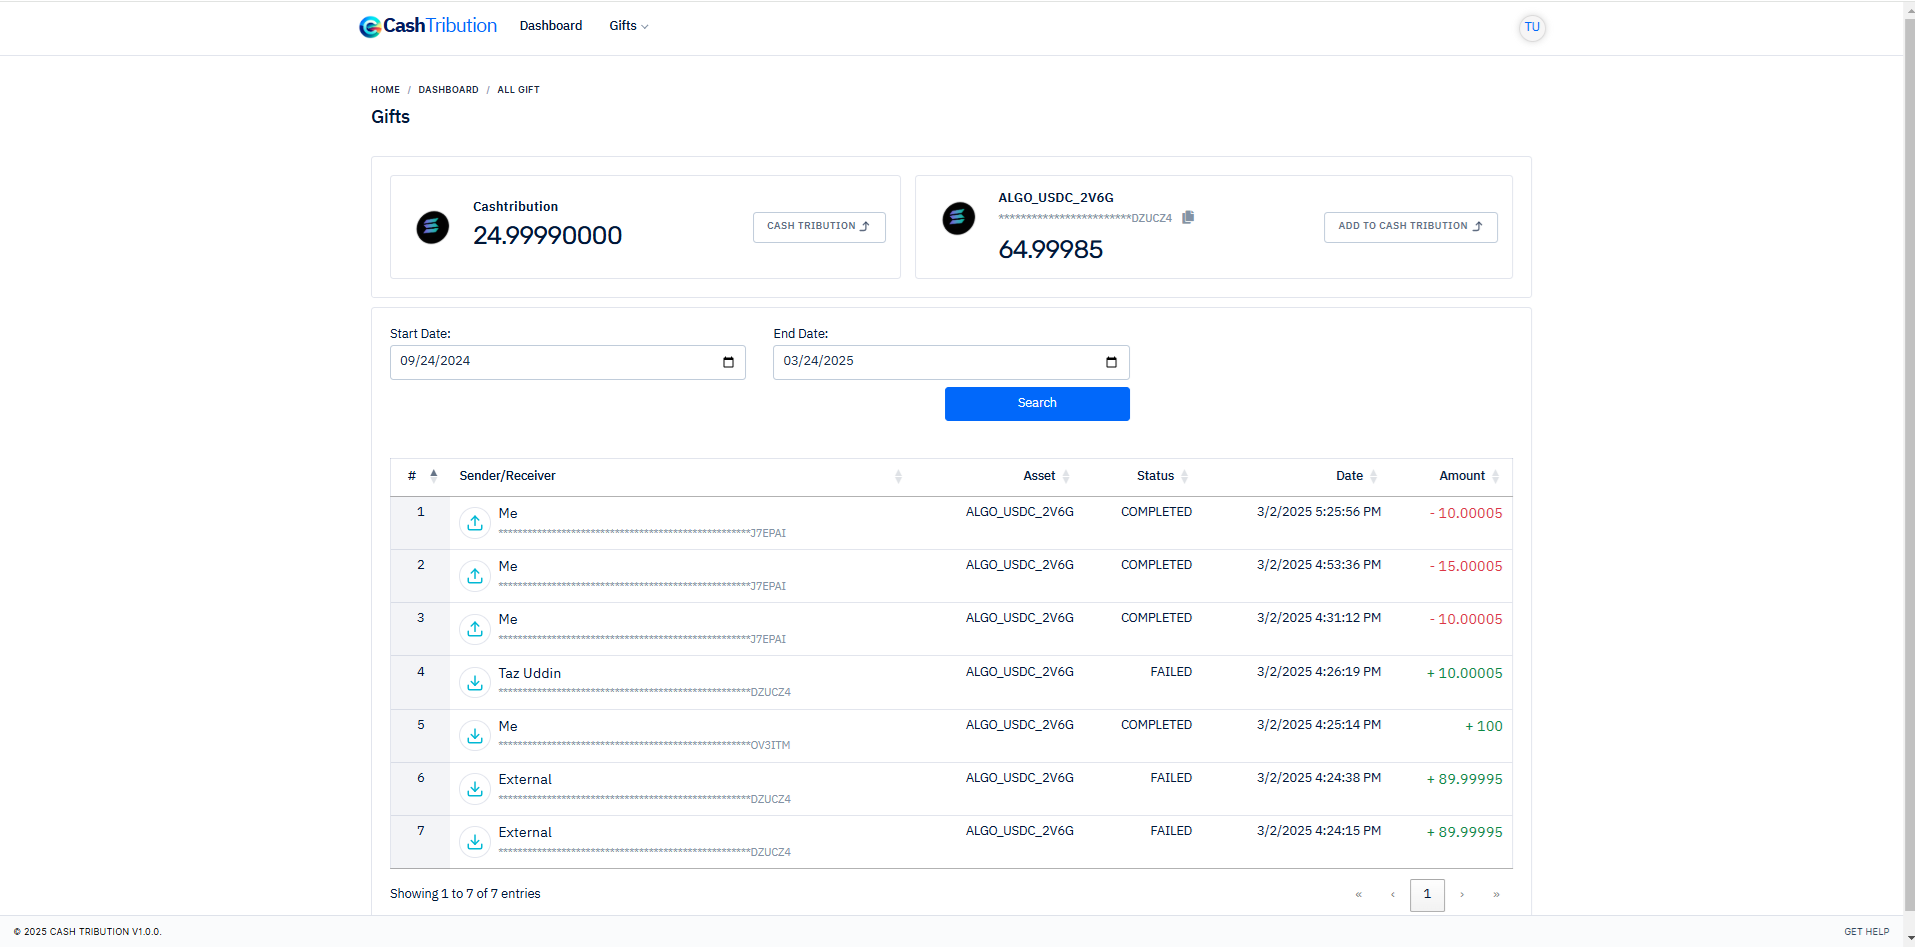 CashTribution Dashboard Gifts TU
HOME / DASHBOARD / ALL GIFT
Gifts
Cashtribution
24.99990000
CASH TRIBUTION
ALGO_USDC_2V6G
************************DZUCZ4
64.99985
ADD TO CASH TRIBUTION
Start Date:
09/24/2024
End Date:
03/24/2025
Search
# Sender/Receiver Asset Status Date Amount
1 Me ALGO_USDC_2V6G COMPLETED 3/2/2025 5:25:56 PM - 10.00005
****************************************************J7EPAI
2 Me ALGO_USDC_2V6G COMPLETED 3/2/2025 4:53:36 PM - 15.00005
****************************************************J7EPAI
3 Me ALGO_USDC_2V6G COMPLETED 3/2/2025 4:31:12 PM - 10.00005
****************************************************J7EPAI
4 Taz Uddin ALGO_USDC_2V6G FAILED 3/2/2025 4:26:19 PM + 10.00005
****************************************************DZUCZ4
5 Me ALGO_USDC_2V6G COMPLETED 3/2/2025 4:25:14 PM + 100
****************************************************OV3ITM
6 External ALGO_USDC_2V6G FAILED 3/2/2025 4:24:38 PM + 89.99995
****************************************************DZUCZ4
7 External ALGO_USDC_2V6G FAILED 3/2/2025 4:24:15 PM + 89.99995
****************************************************DZUCZ4
Showing 1 to 7 of 7 entries
« ‹ 1 › »
© 2025 CASH TRIBUTION V1.0.0.
GET HELP